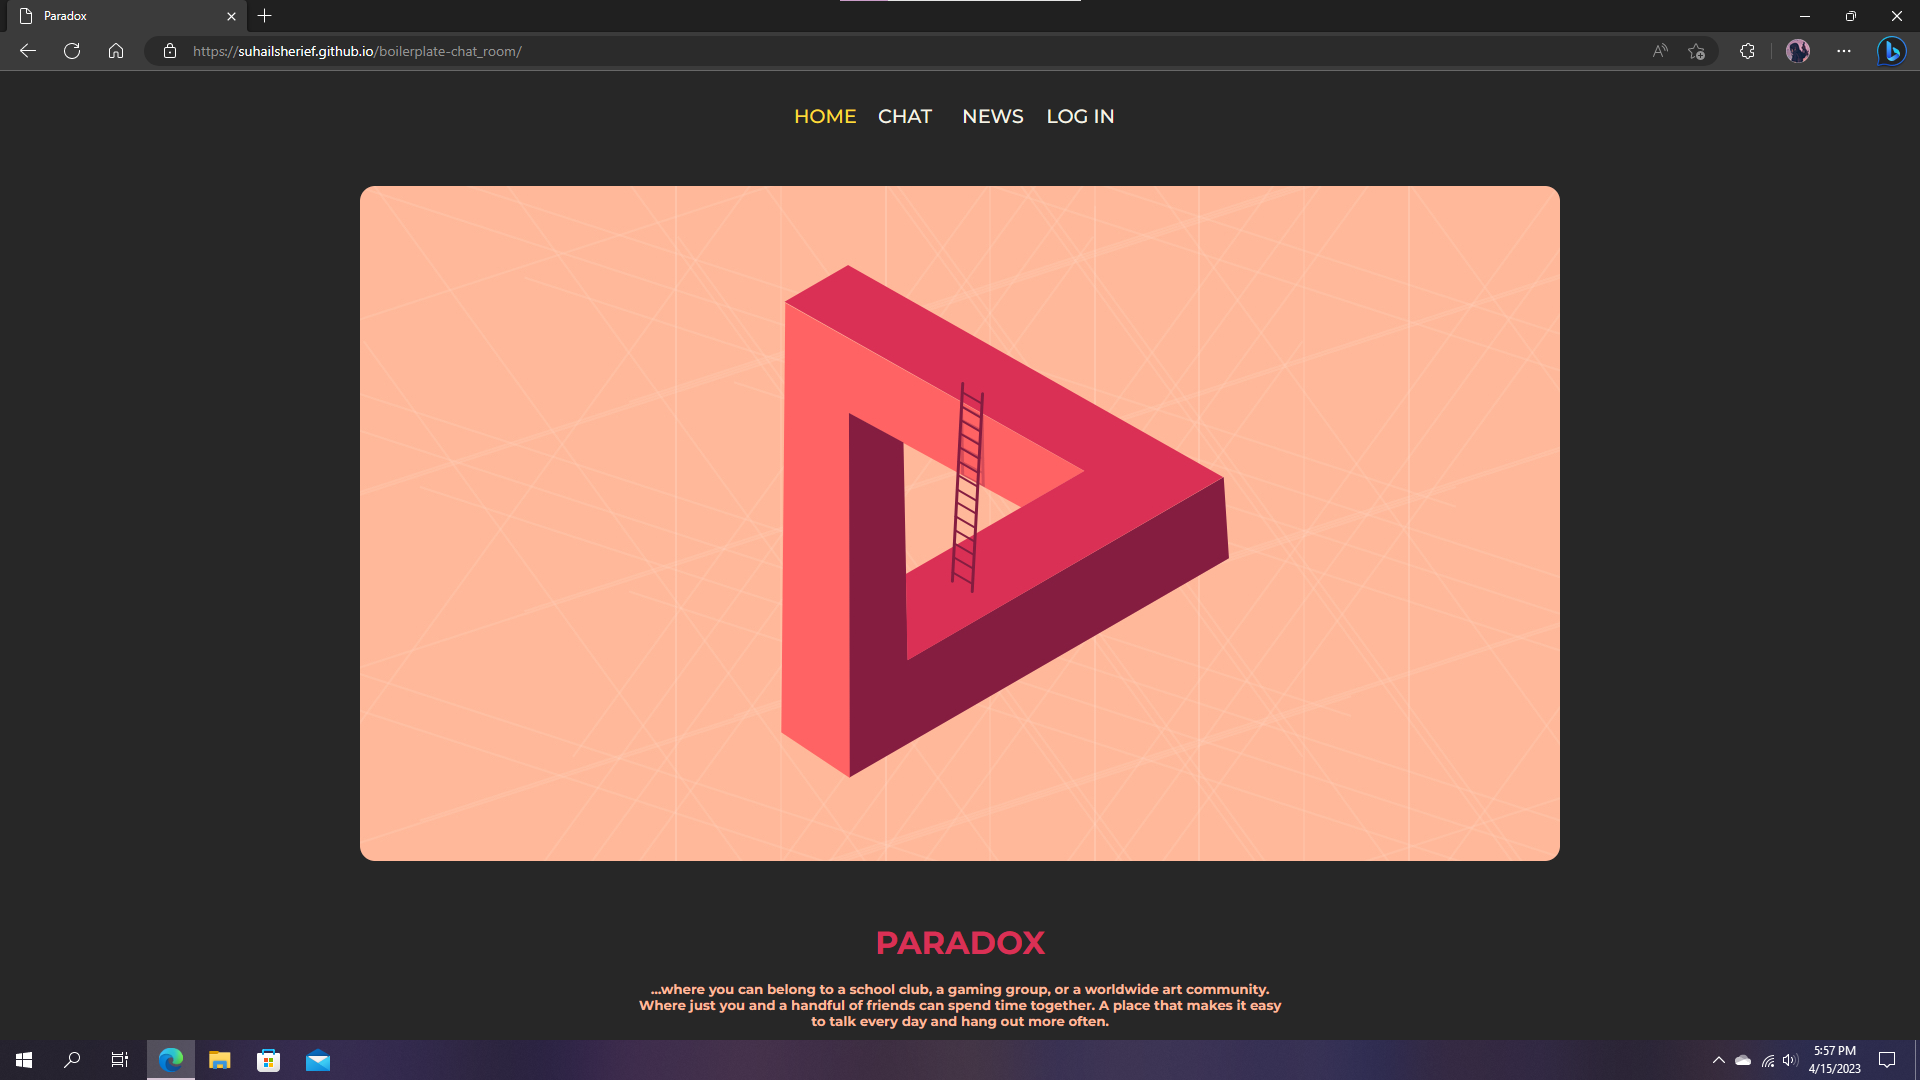 Paradox
https://suhailsherief.github.io/boilerplate-chat_room/
HOME CHAT NEWS LOG IN
PARADOX
...where you can belong to a school club, a gaming group, or a worldwide art community.
Where just you and a handful of friends can spend time together. A place that makes it easy
to talk every day and hang out more often.
5:57 PM
4/15/2023